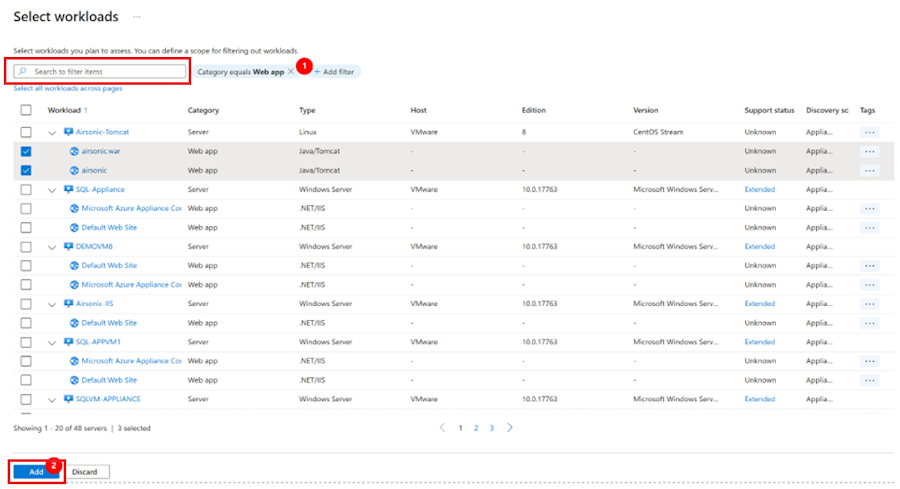 Select workloads ...
Select workloads you plan to assess. You can define a scope for filtering out workloads.
Search to filter items Category equals Web app × 1 + Add filter
Select all workloads across pages
Workload ↑ Category Type Host Edition Version Support status Discovery sc Tags
Airsonic-Tomcat Server Linux VMware 8 CentOS Stream Unknown Applia... ...
airsonic.war Web app Java/Tomcat - - - Unknown Applia... ...
airsonic Web app Java/Tomcat - - - Unknown Applia... ...
SQL-Appliance Server Windows Server VMware 10.0.17763 Microsoft Windows Serv... Extended Applia... ...
Microsoft Azure Appliance Cor Web app .NET/IIS - - - Unknown Applia... ...
Default Web Site Web app .NET/IIS - - - Unknown Applia... ...
DEMOVM8 Server Windows Server VMware 10.0.17763 Microsoft Windows Serv... Extended Applia... ...
Default Web Site Web app .NET/IIS - - - Unknown Applia... ...
Microsoft Azure Appliance Cor Web app .NET/IIS - - - Unknown Applia... ...
Airsonic-IIS Server Windows Server VMware 10.0.17763 Microsoft Windows Serv... Extended Applia... ...
Default Web Site Web app .NET/IIS - - - Unknown Applia... ...
SQL-APPVM1 Server Windows Server VMware 10.0.17763 Microsoft Windows Serv... Extended Applia...
Microsoft Azure Appliance Cor Web app .NET/IIS - - - Unknown Applia... ...
Default Web Site Web app .NET/IIS - - - Unknown Applia... ...
SQLVM-APPLIANCE Server Windows Server VMware 10.0.17763 Microsoft Windows Serv... Extended Applia... ...
Showing 1 - 20 of 48 servers | 3 selected < 1 2 3 >
Add 2 Discard